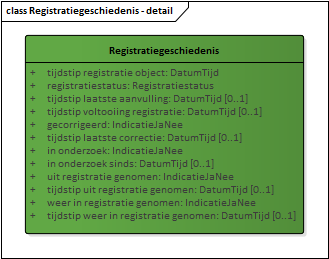 class Registratiegeschiedenis - detail
Registratiegeschiedenis
+ tijdstip registratie object: DatumTijd
+ registratiestatus: Registratiestatus
+ tijdstip laatste aanvulling: DatumTijd [0..1]
+ tijdstip voltooiing registratie: DatumTijd [0..1]
+ gecorrigeerd: IndicatieJaNee
+ tijdstip laatste correctie: DatumTijd [0..1]
+ in onderzoek: IndicatieJaNee
+ in onderzoek sinds: DatumTijd [0..1]
+ uit registratie genomen: IndicatieJaNee
+ tijdstip uit registratie genomen: DatumTijd [0..1]
+ weer in registratie genomen: IndicatieJaNee
+ tijdstip weer in registratie genomen: DatumTijd [0..1]